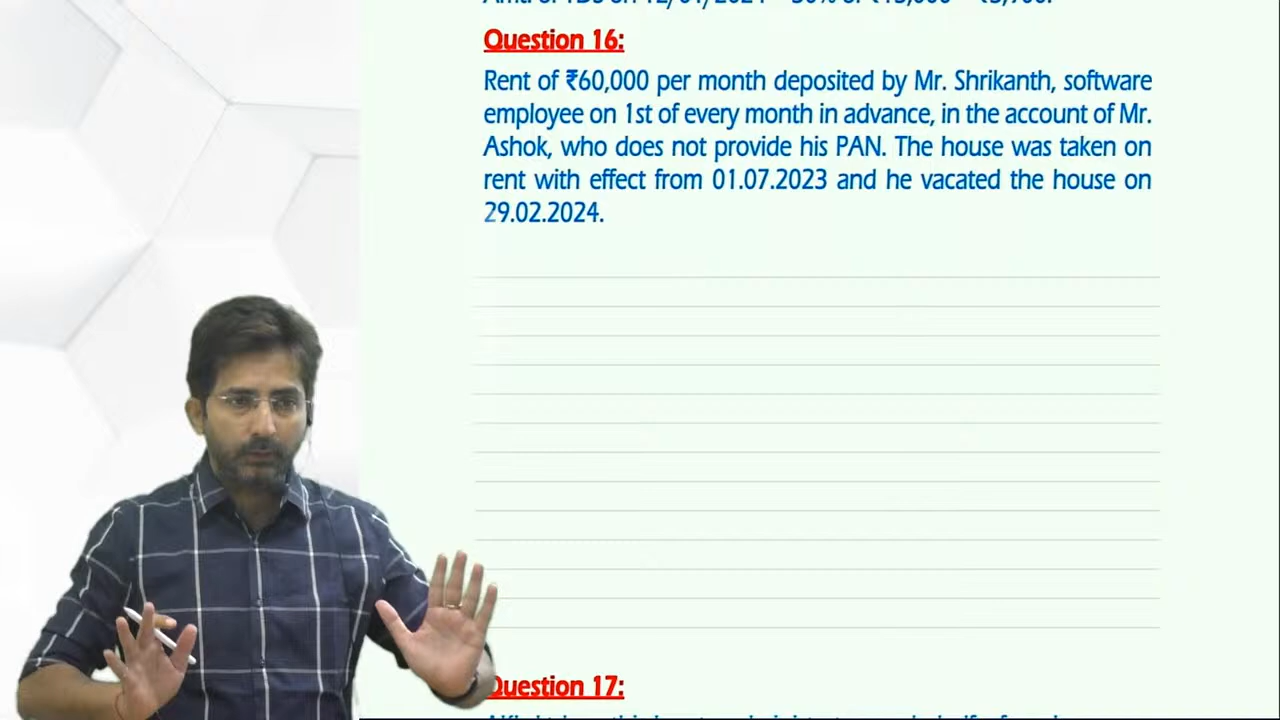 Question 16:
Rent of ₹60,000 per month deposited by Mr. Shrikanth, software
employee on 1st of every month in advance, in the account of Mr.
Ashok, who does not provide his PAN. The house was taken on
rent with effect from 01.07.2023 and he vacated the house on
29.02.2024.
Question 17: